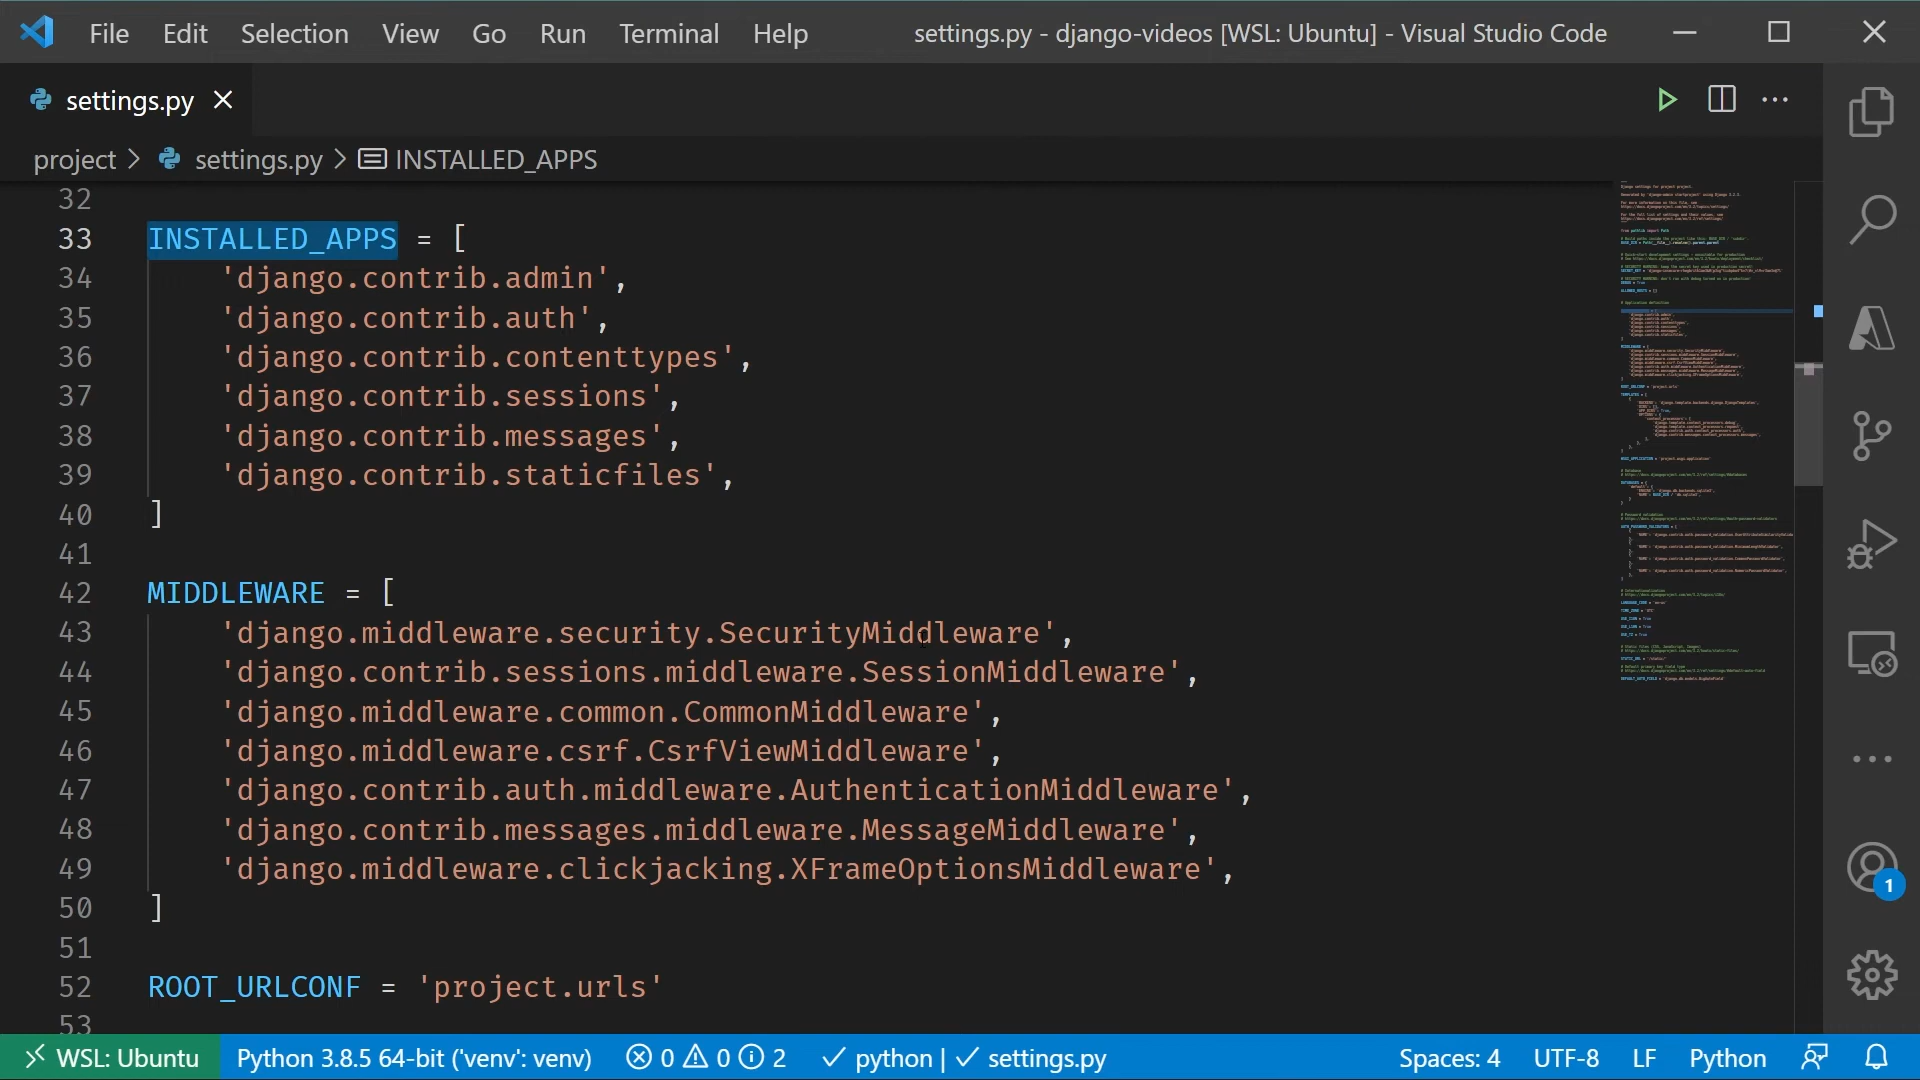 File Edit Selection View Go Run Terminal Help settings.py - django-videos [WSL: Ubuntu] - Visual Studio Code
settings.py
project > settings.py > INSTALLED_APPS
32
33 INSTALLED_APPS = [
34 'django.contrib.admin',
35 'django.contrib.auth',
36 'django.contrib.contenttypes',
37 'django.contrib.sessions',
38 'django.contrib.messages',
39 'django.contrib.staticfiles',
40 ]
41
42 MIDDLEWARE = [
43 'django.middleware.security.SecurityMiddleware',
44 'django.contrib.sessions.middleware.SessionMiddleware',
45 'django.middleware.common.CommonMiddleware',
46 'django.middleware.csrf.CsrfViewMiddleware',
47 'django.contrib.auth.middleware.AuthenticationMiddleware',
48 'django.contrib.messages.middleware.MessageMiddleware',
49 'django.middleware.clickjacking.XFrameOptionsMiddleware',
50 ]
51
52 ROOT_URLCONF = 'project.urls'
53
1
WSL: Ubuntu Python 3.8.5 64-bit ('venv': venv) 0 0 2 python | settings.py Spaces: 4 UTF-8 LF Python